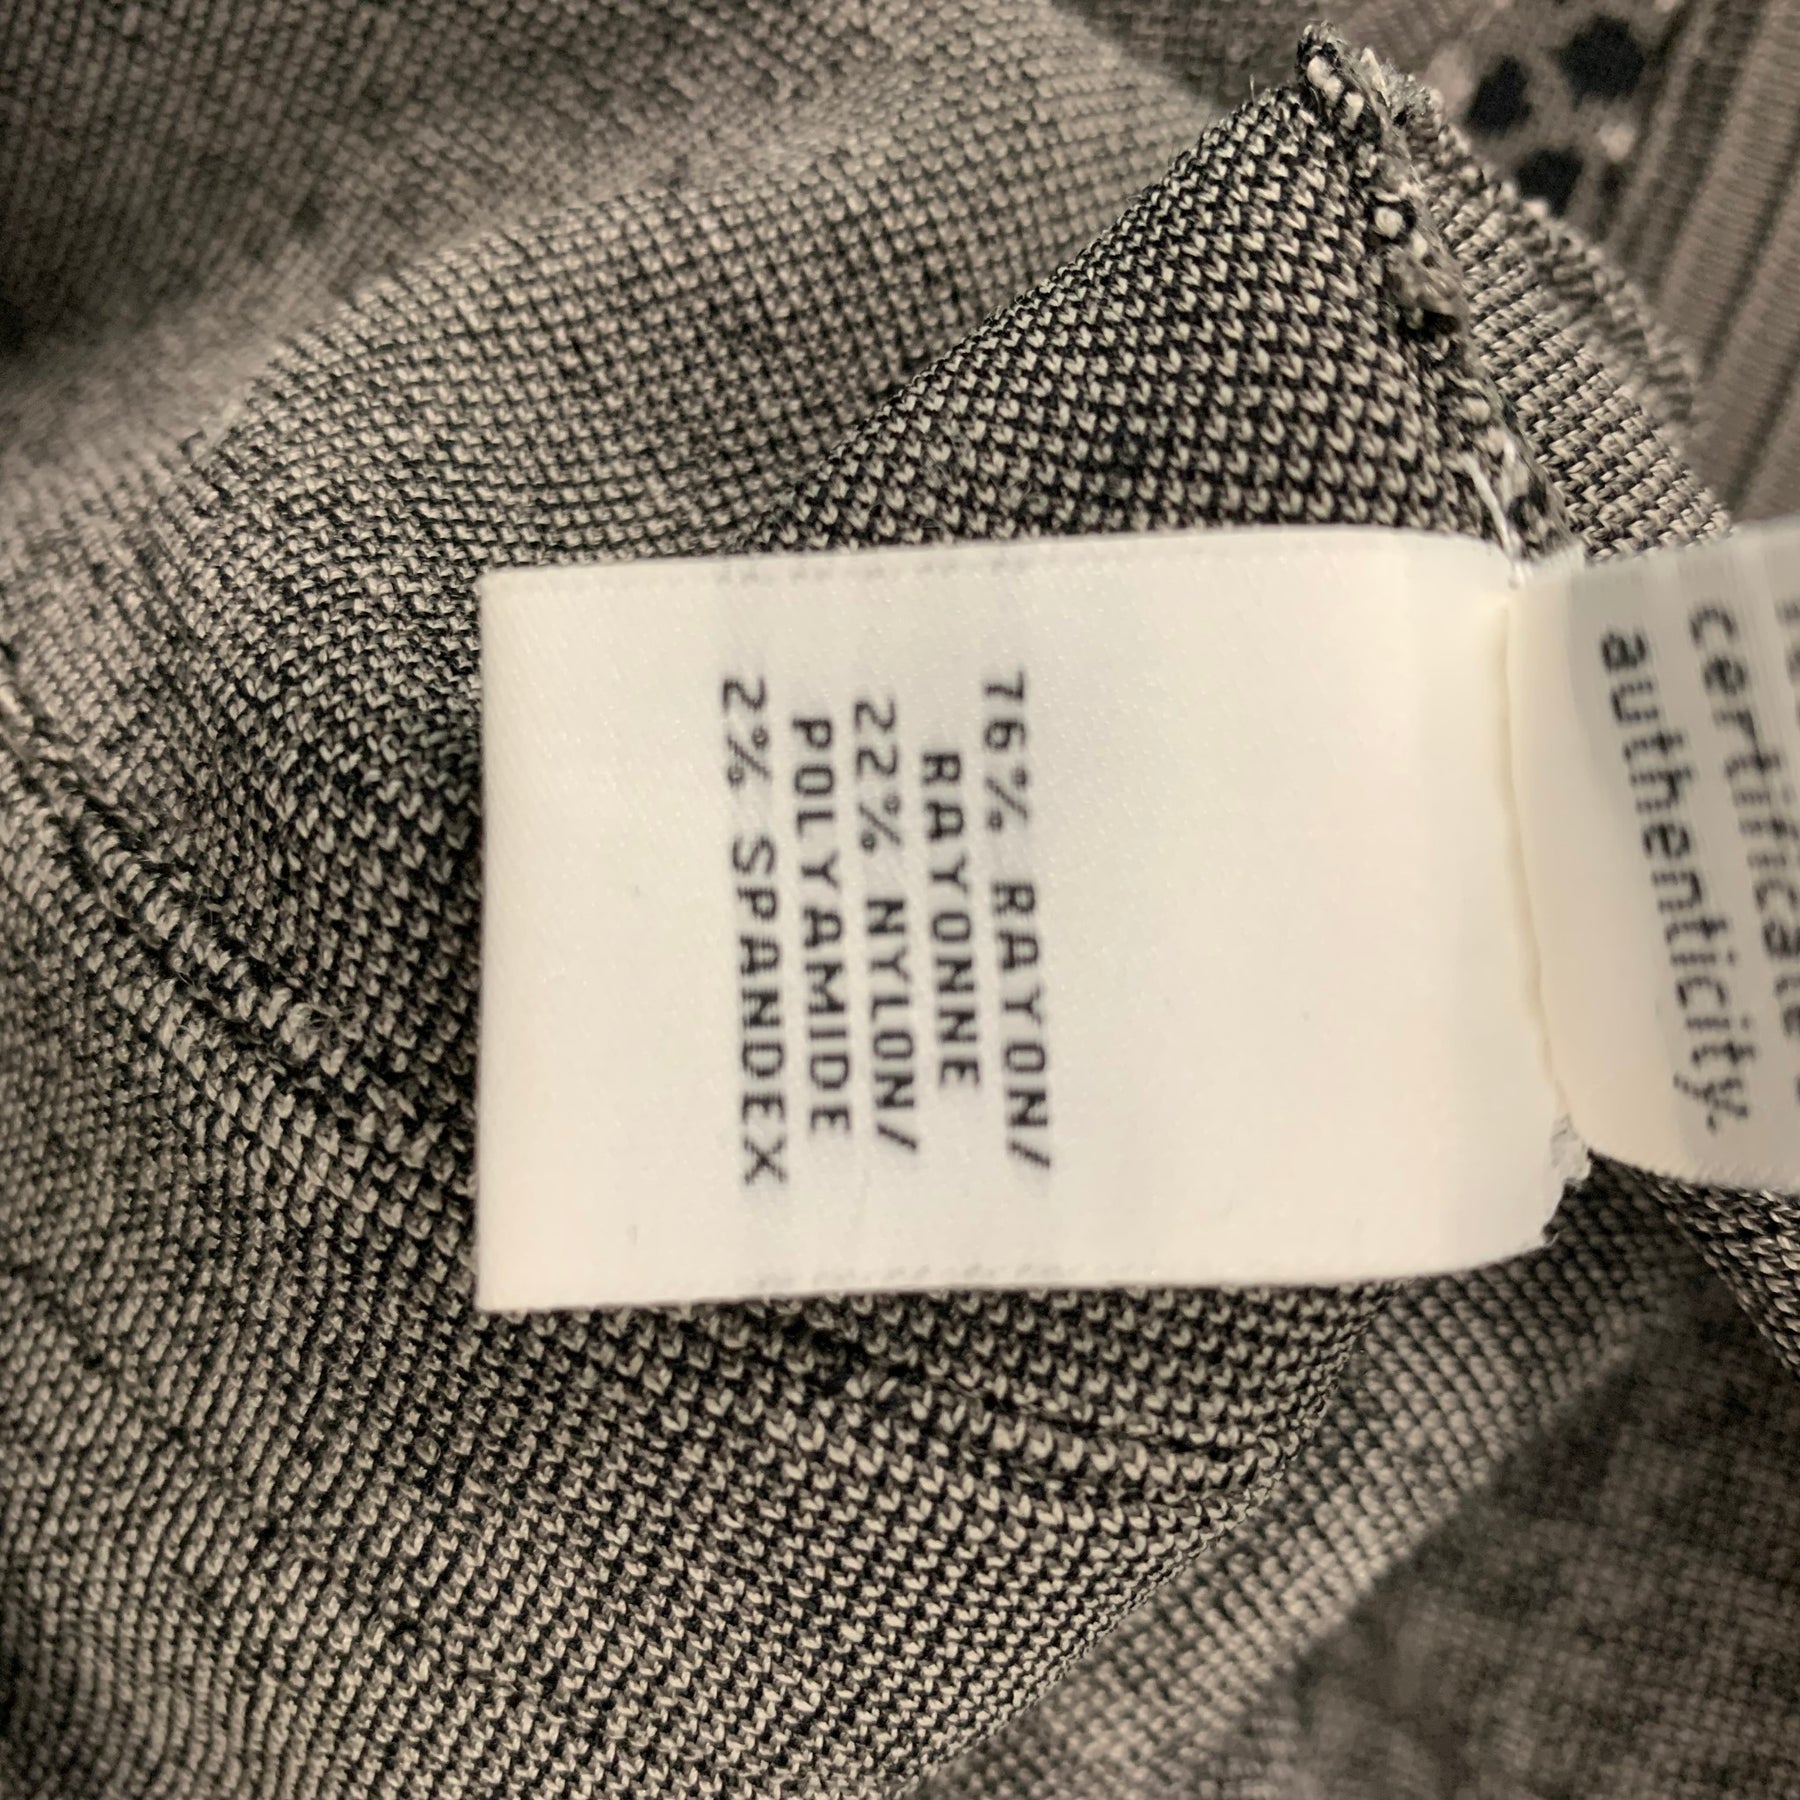 76% RAYON/
RAYONNE
22% NYLON/
POLYAMIDE
2% SPANDEX
certificate
authenticity.